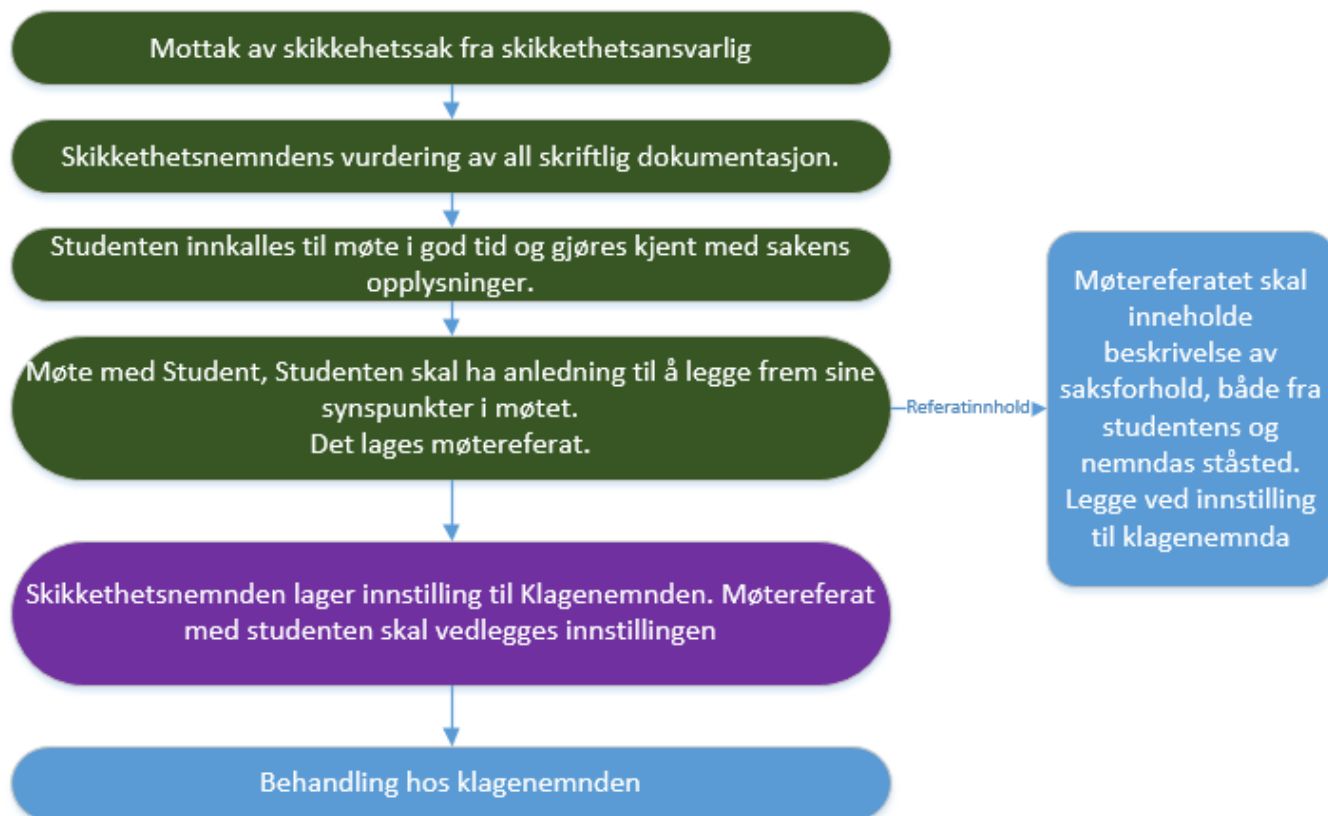 Mottak av skikkehetssak fra skikkethetsansvarlig
Skikkethetsnemndens vurdering av all skriftlig dokumentasjon.
Studenten innkalles til møte i god tid og gjøres kjent med sakens
opplysninger.
Møte med Student, Studenten skal ha anledning til å legge frem sine
synspunkter i møtet.
Det lages møtereferat.
Referatinnhold
Møtereferatet skal
inneholde
beskrivelse av
saksforhold, både fra
studentens og
nemndas ståsted.
Legge ved innstilling
til klagenemnda
Skikkethetsnemnden lager innstilling til Klagenemnden. Møtereferat
med studenten skal vedlegges innstillingen
Behandling hos klagenemnden